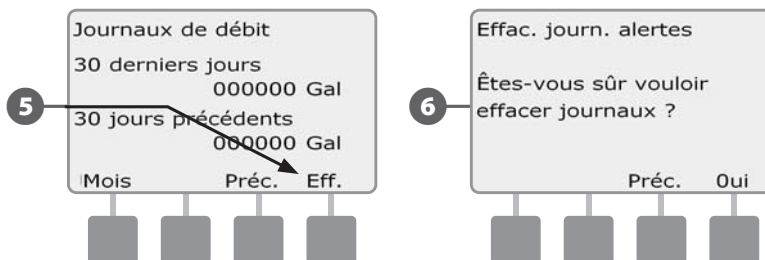 Journaux de débit
30 derniers jours
000000 Gal
30 jours précédents
000000 Gal
Mois Préc. Eff.
5
Effac. journ. alertes
Êtes-vous sûr vouloir
effacer journaux ?
Préc. Oui
6